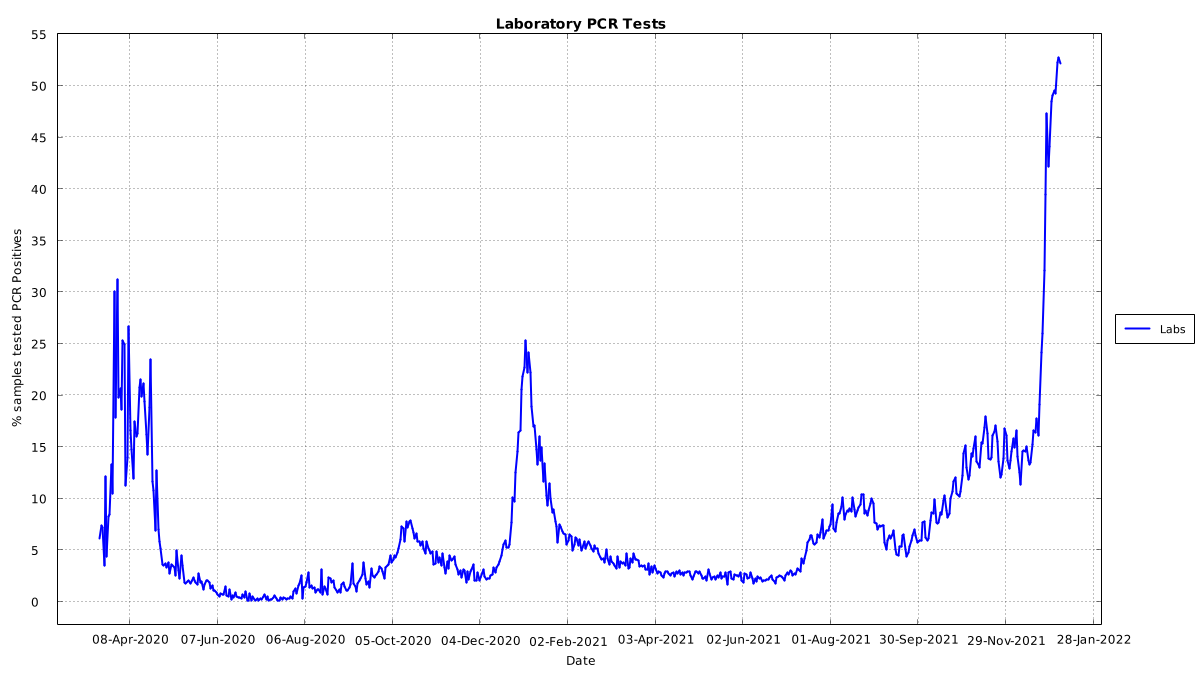 Laboratory PCR Tests
55
50
45
40
35
30
25
20
15
10
5
0
% samples tested PCR Positives
08-Apr-2020 07-Jun-2020 06-Aug-2020 05-Oct-2020 04-Dec-2020 02-Feb-2021 03-Apr-2021 02-Jun-2021 01-Aug-2021 30-Sep-2021 29-Nov-2021 28-Jan-2022
Date
Labs